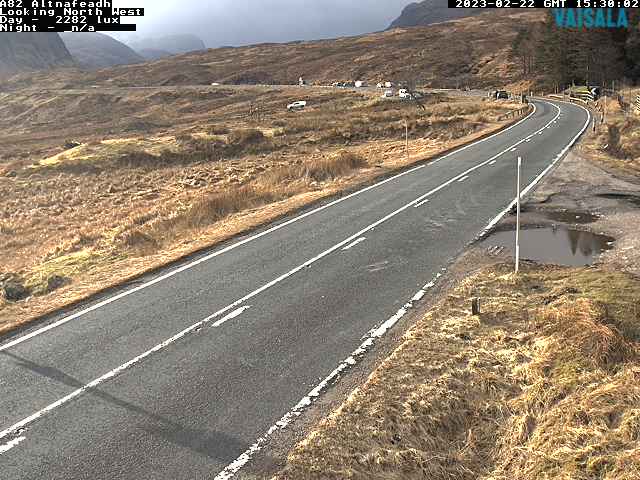 A82 Altnafeadh
2023-02-22 GMT 15:30:02
Looking North West
VAISALA
Day - 2282 lux
Night - n/a